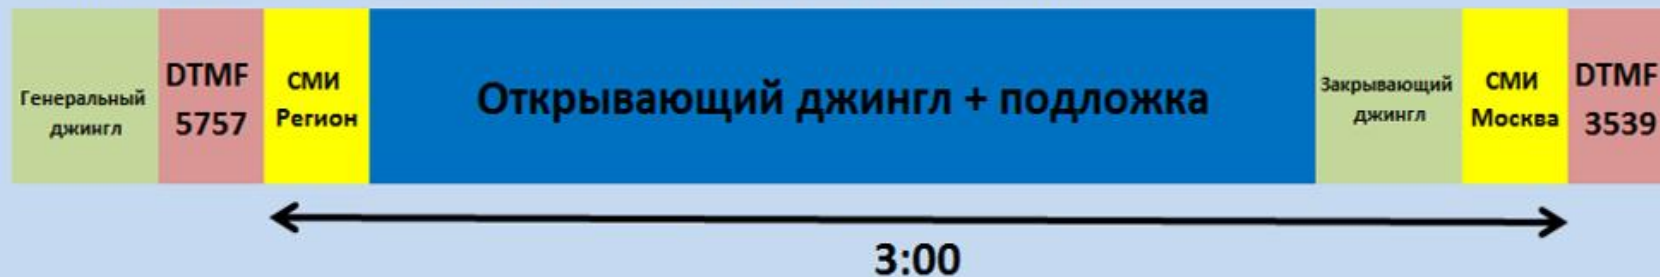 Генеральный
джингл
DTMF
5757
СМИ
Регион
Открывающий джингл + подложка
Закрывающий
джингл
СМИ
Москва
DTMF
3539
3:00